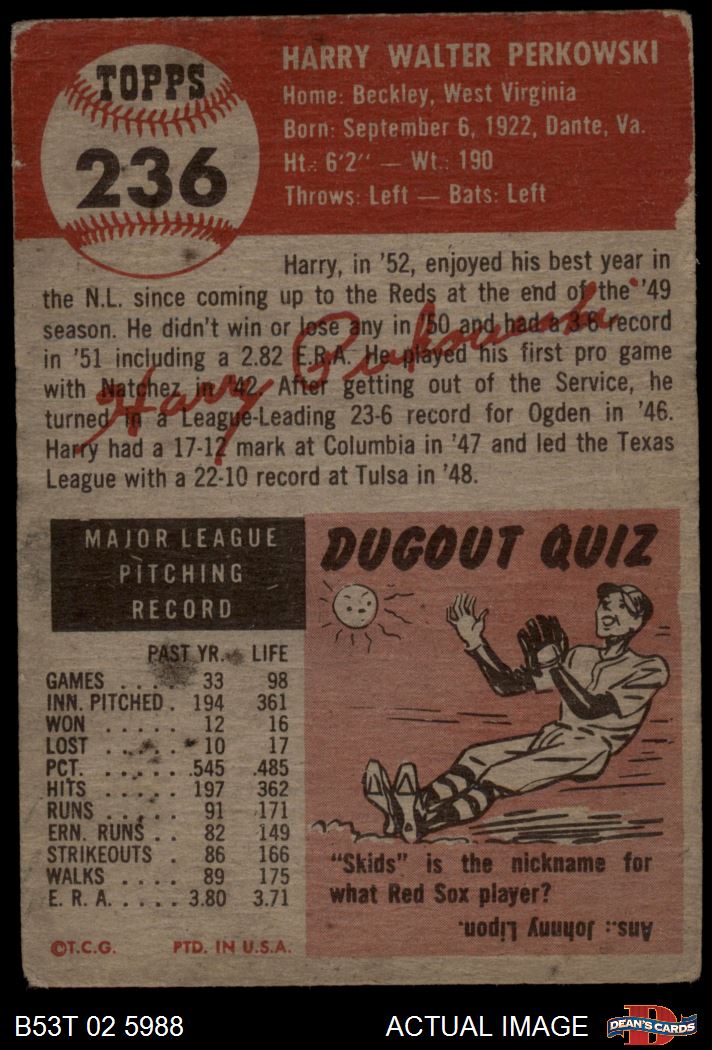 TOPPS
236
HARRY WALTER PERKOWSKI
Home: Beckley, West Virginia
Born: September 6, 1922, Dante, Va.
Ht.: 6'2" — Wt.: 190
Throws: Left — Bats: Left
Harry, in '52, enjoyed his best year in
the N.L. since coming up to the Reds at the end of the '49
season. He didn't win or lose any in '50 and had a 3-6 record
in '51 including a 2.82 E.R.A. He played his first pro game
with Natchez in '42. After getting out of the Service, he
turned in a League-Leading 23-6 record for Ogden in '46.
Harry had a 17-12 mark at Columbia in '47 and led the Texas
League with a 22-10 record at Tulsa in '48.
Harry Perkowski
MAJOR LEAGUE
PITCHING
RECORD
PAST YR. LIFE
GAMES . . . . 33 98
INN. PITCHED . 194 361
WON . . . . . 12 16
LOST . . . . . 10 17
PCT. . . . . . .545 .485
HITS . . . . . 197 362
RUNS . . . . . 91 171
ERN. RUNS . . 82 149
STRIKEOUTS . 86 166
WALKS . . . . 89 175
E. R. A. . . . . 3.80 3.71
©T.C.G. PTD. IN U.S.A.
DUGOUT QUIZ
"Skids" is the nickname for
what Red Sox player?
Ans.: Johnny Lipon.
B53T 02 5988 ACTUAL IMAGE
D
DEAN'S CARDS